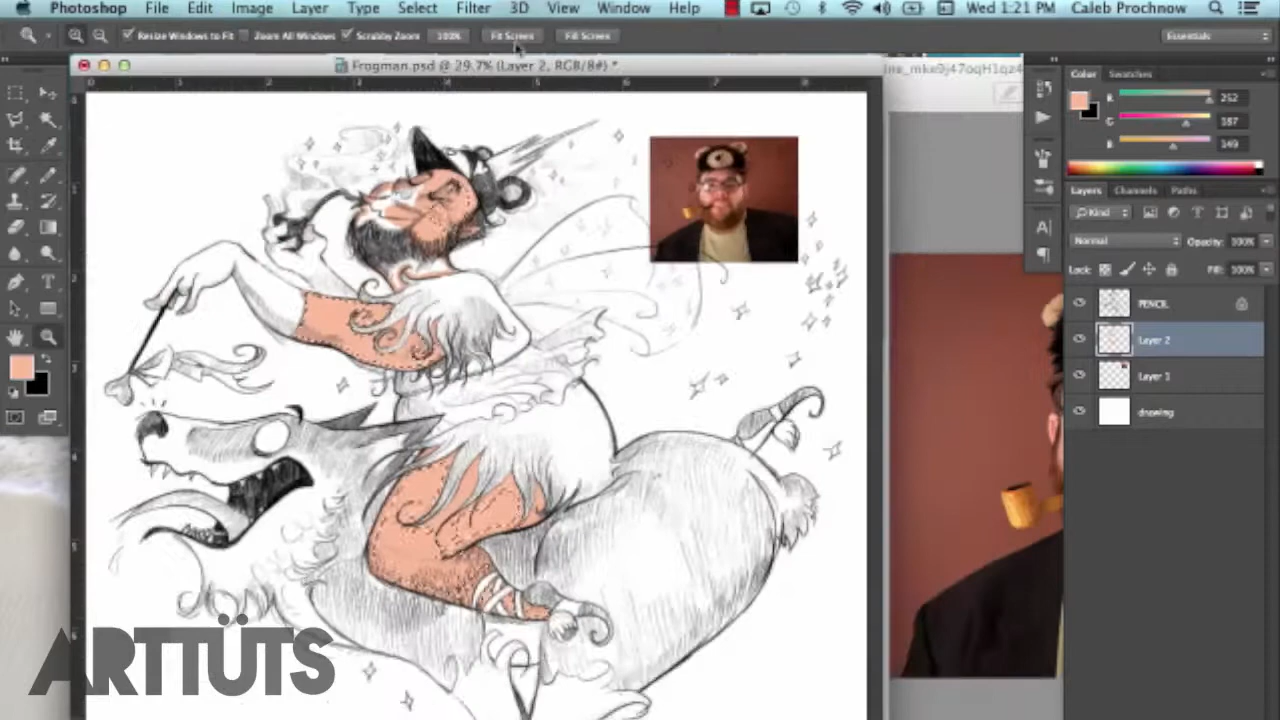 Photoshop File Edit Image Layer Type Select Filter 3D View Window Help Wed 1:21 PM Caleb Prochnow
Resize Windows to Fit Zoom All Windows Scrubby Zoom 100% Fit Screen Fill Screen Essentials
Frogman.psd @ 29.7% (Layer 2, RGB/8#) *
Color Swatches
R 252
G 187
B 149
Layers Channels Paths
Kind
Normal Opacity: 100%
Lock: Fill: 100%
PENCIL
Layer 2
Layer 1
drawing
ARTTÜTS